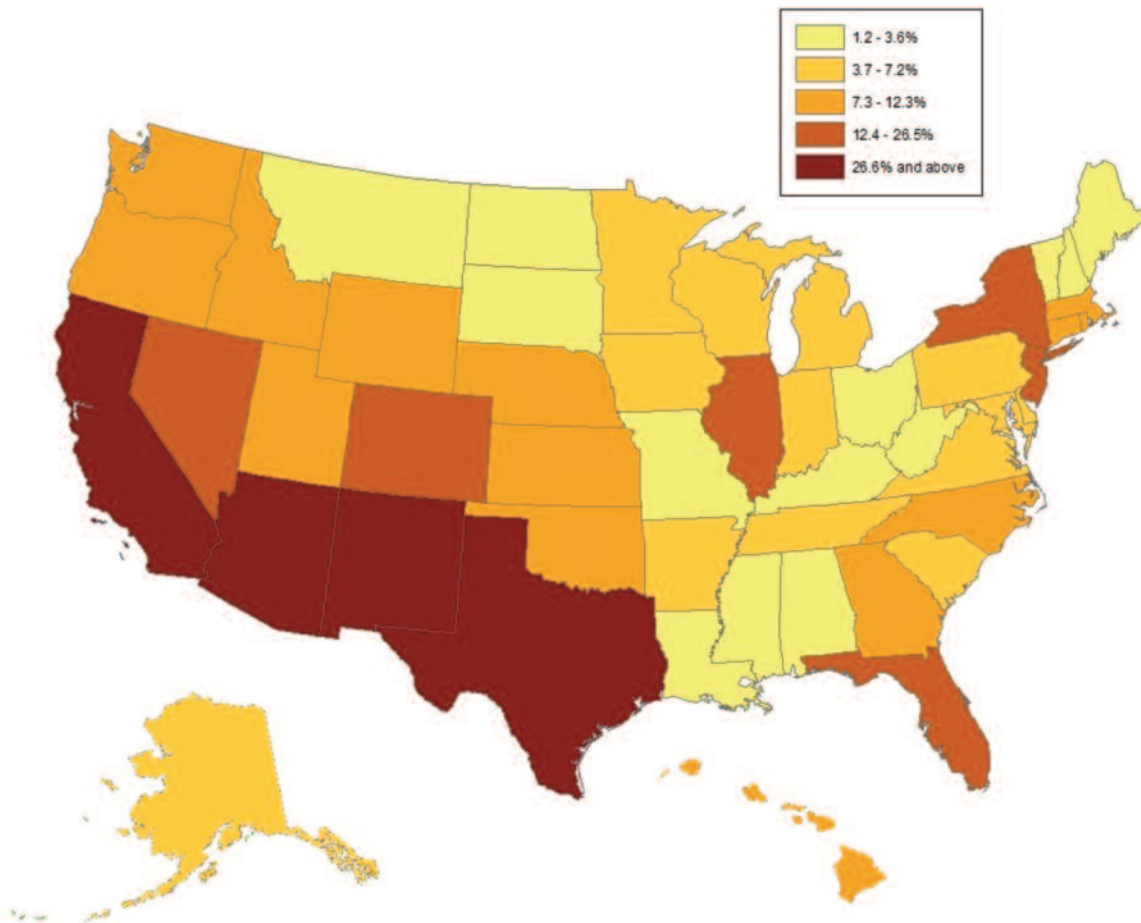 1.2 - 3.6%
3.7 - 7.2%
7.3 - 12.3%
12.4 - 26.5%
26.6% and above